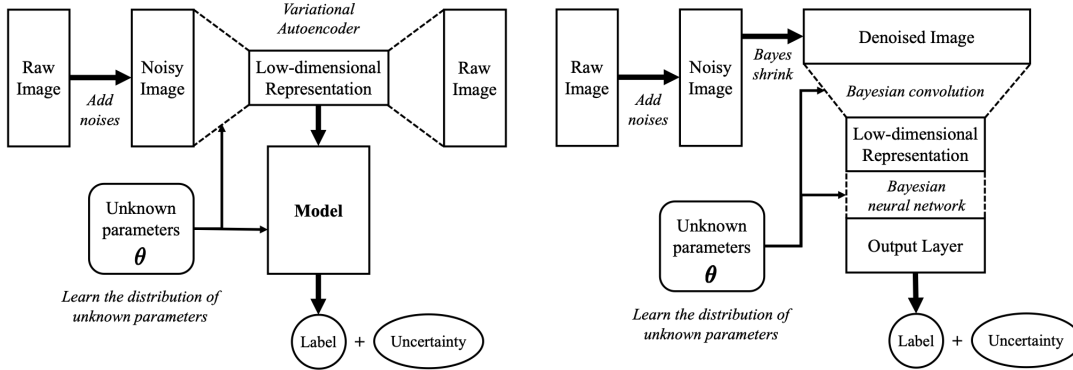 Variational
Autoencoder
Raw
Image
Add
noises
Noisy
Image
Low-dimensional
Representation
Raw
Image
Unknown
parameters
θ
Model
Learn the distribution of
unknown parameters
Label
+
Uncertainty
Raw
Image
Add
noises
Noisy
Image
Bayes
shrink
Denoised Image
Bayesian convolution
Low-dimensional
Representation
Bayesian
neural network
Unknown
parameters
θ
Output Layer
Learn the distribution of
unknown parameters
Label
+
Uncertainty